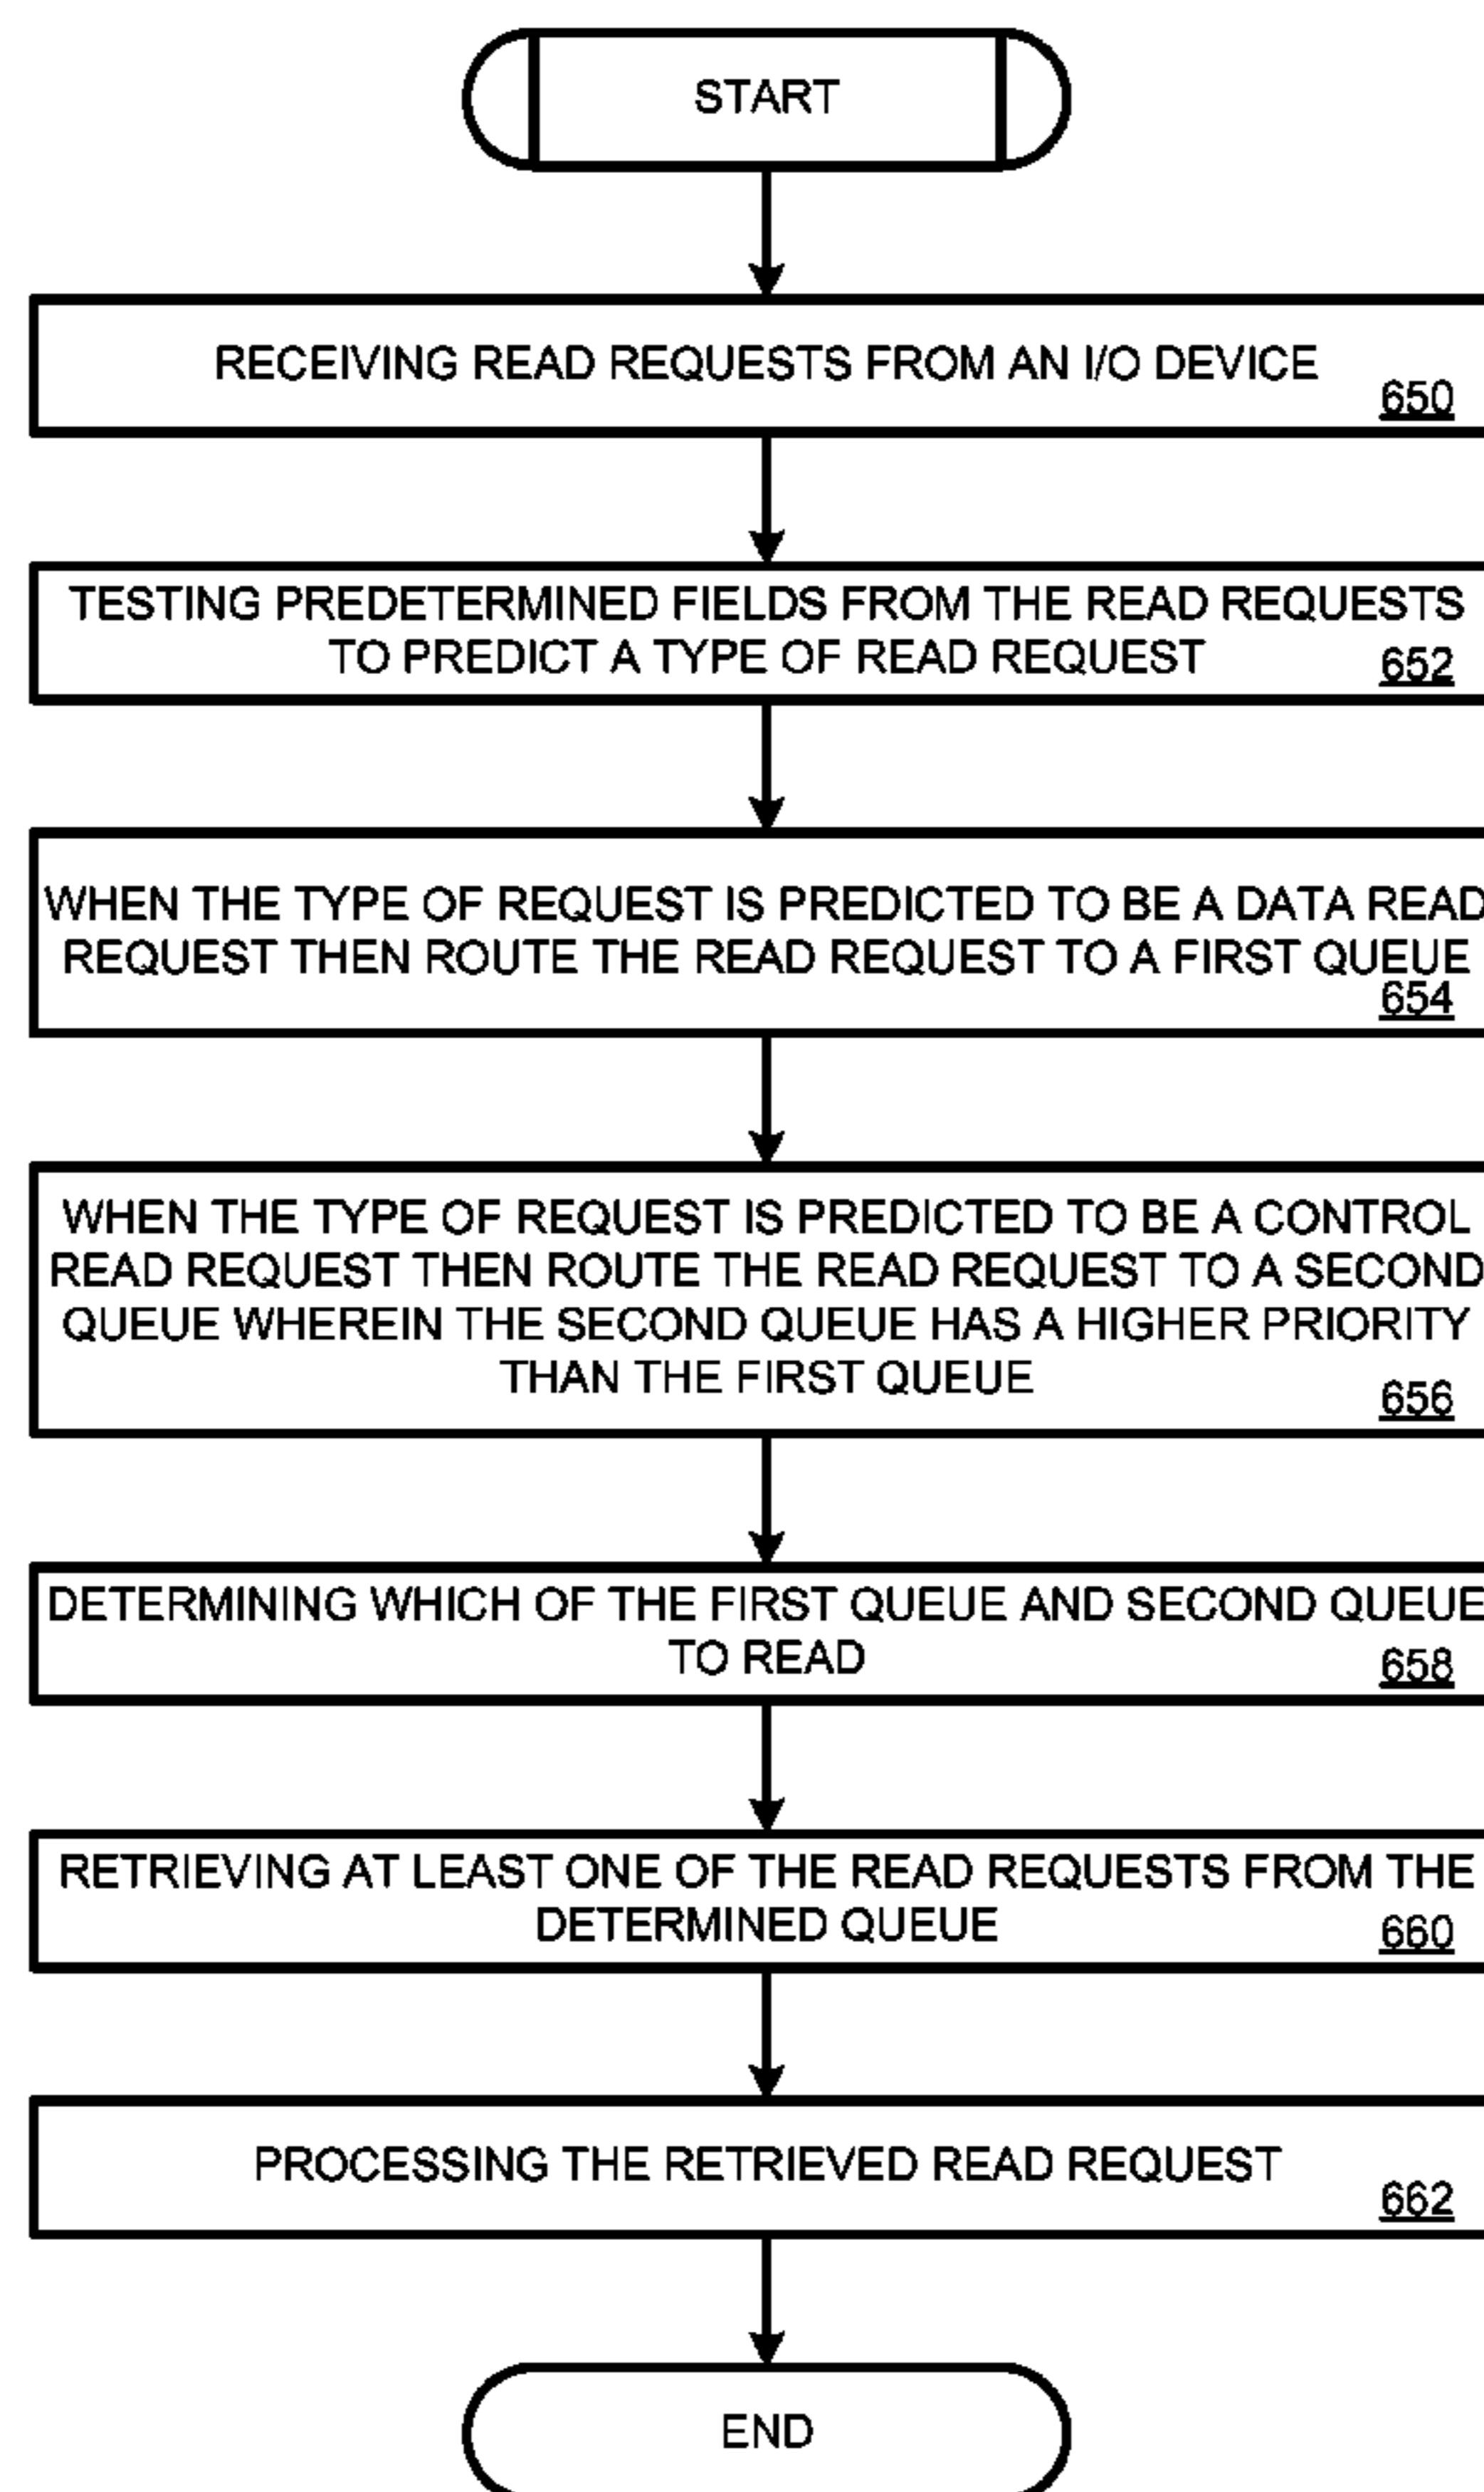 START
RECEIVING READ REQUESTS FROM AN I/O DEVICE
650
TESTING PREDETERMINED FIELDS FROM THE READ REQUESTS
TO PREDICT A TYPE OF READ REQUEST
652
WHEN THE TYPE OF REQUEST IS PREDICTED TO BE A DATA READ
REQUEST THEN ROUTE THE READ REQUEST TO A FIRST QUEUE
654
WHEN THE TYPE OF REQUEST IS PREDICTED TO BE A CONTROL
READ REQUEST THEN ROUTE THE READ REQUEST TO A SECOND
QUEUE WHEREIN THE SECOND QUEUE HAS A HIGHER PRIORITY
THAN THE FIRST QUEUE
656
DETERMINING WHICH OF THE FIRST QUEUE AND SECOND QUEUE
TO READ
658
RETRIEVING AT LEAST ONE OF THE READ REQUESTS FROM THE
DETERMINED QUEUE
660
PROCESSING THE RETRIEVED READ REQUEST
662
END